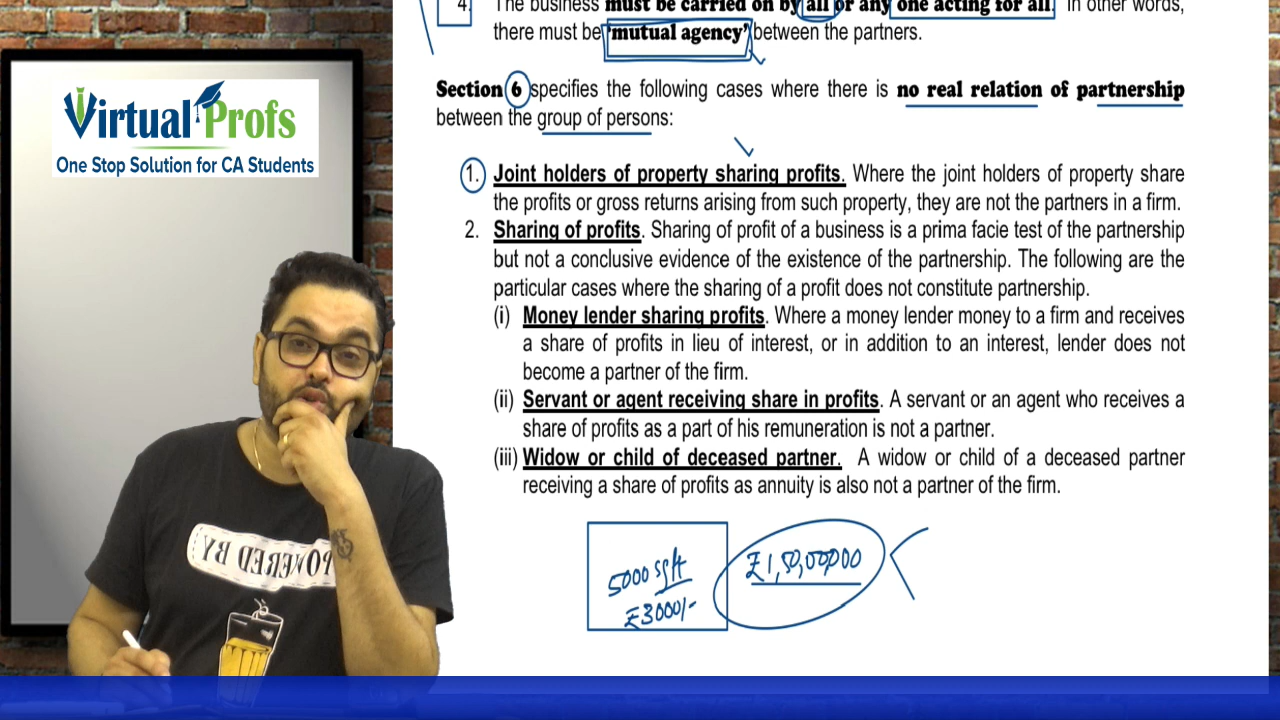 4. The business must be carried on by all or any one acting for all. In other words,
there must be 'mutual agency' between the partners.
Virtual Profs
One Stop Solution for CA Students
Section 6 specifies the following cases where there is no real relation of partnership
between the group of persons:
1. Joint holders of property sharing profits. Where the joint holders of property share
the profits or gross returns arising from such property, they are not the partners in a firm.
2. Sharing of profits. Sharing of profit of a business is a prima facie test of the partnership
but not a conclusive evidence of the existence of the partnership. The following are the
particular cases where the sharing of a profit does not constitute partnership.
(i) Money lender sharing profits. Where a money lender money to a firm and receives
a share of profits in lieu of interest, or in addition to an interest, lender does not
become a partner of the firm.
(ii) Servant or agent receiving share in profits. A servant or an agent who receives a
share of profits as a part of his remuneration is not a partner.
(iii) Widow or child of deceased partner. A widow or child of a deceased partner
receiving a share of profits as annuity is also not a partner of the firm.
5000 sqft
₹3000/-
₹1,50,00,000
POWERED BY